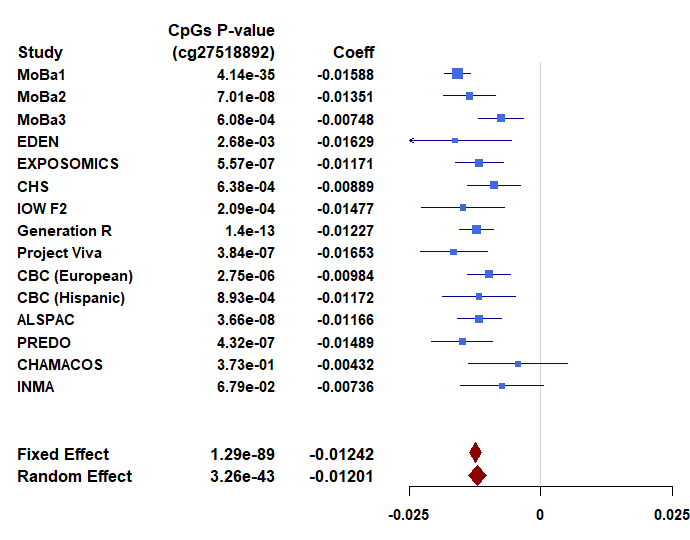 CpGs P-value
Study (cg27518892) Coeff
MoBa1 4.14e-35 -0.01588
MoBa2 7.01e-08 -0.01351
MoBa3 6.08e-04 -0.00748
EDEN 2.68e-03 -0.01629
EXPOSOMICS 5.57e-07 -0.01171
CHS 6.38e-04 -0.00889
IOW F2 2.09e-04 -0.01477
Generation R 1.4e-13 -0.01227
Project Viva 3.84e-07 -0.01653
CBC (European) 2.75e-06 -0.00984
CBC (Hispanic) 8.93e-04 -0.01172
ALSPAC 3.66e-08 -0.01166
PREDO 4.32e-07 -0.01489
CHAMACOS 3.73e-01 -0.00432
INMA 6.79e-02 -0.00736
Fixed Effect 1.29e-89 -0.01242
Random Effect 3.26e-43 -0.01201
-0.025 0 0.025